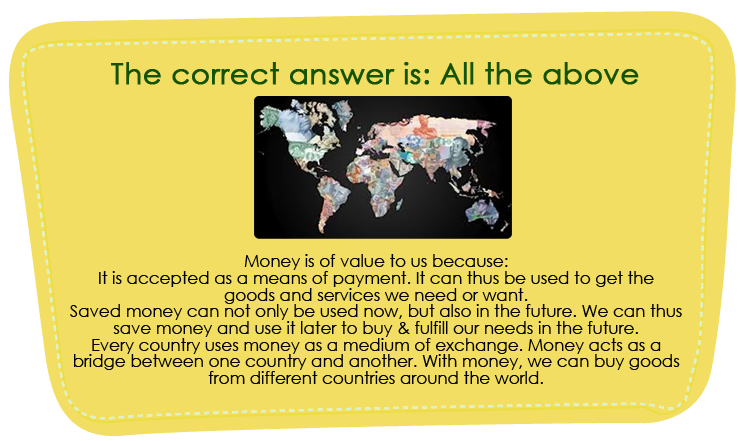 The correct answer is: All the above
Money is of value to us because:
It is accepted as a means of payment. It can thus be used to get the
goods and services we need or want.
Saved money can not only be used now, but also in the future. We can thus
save money and use it later to buy & fulfill our needs in the future.
Every country uses money as a medium of exchange. Money acts as a
bridge between one country and another. With money, we can buy goods
from different countries around the world.